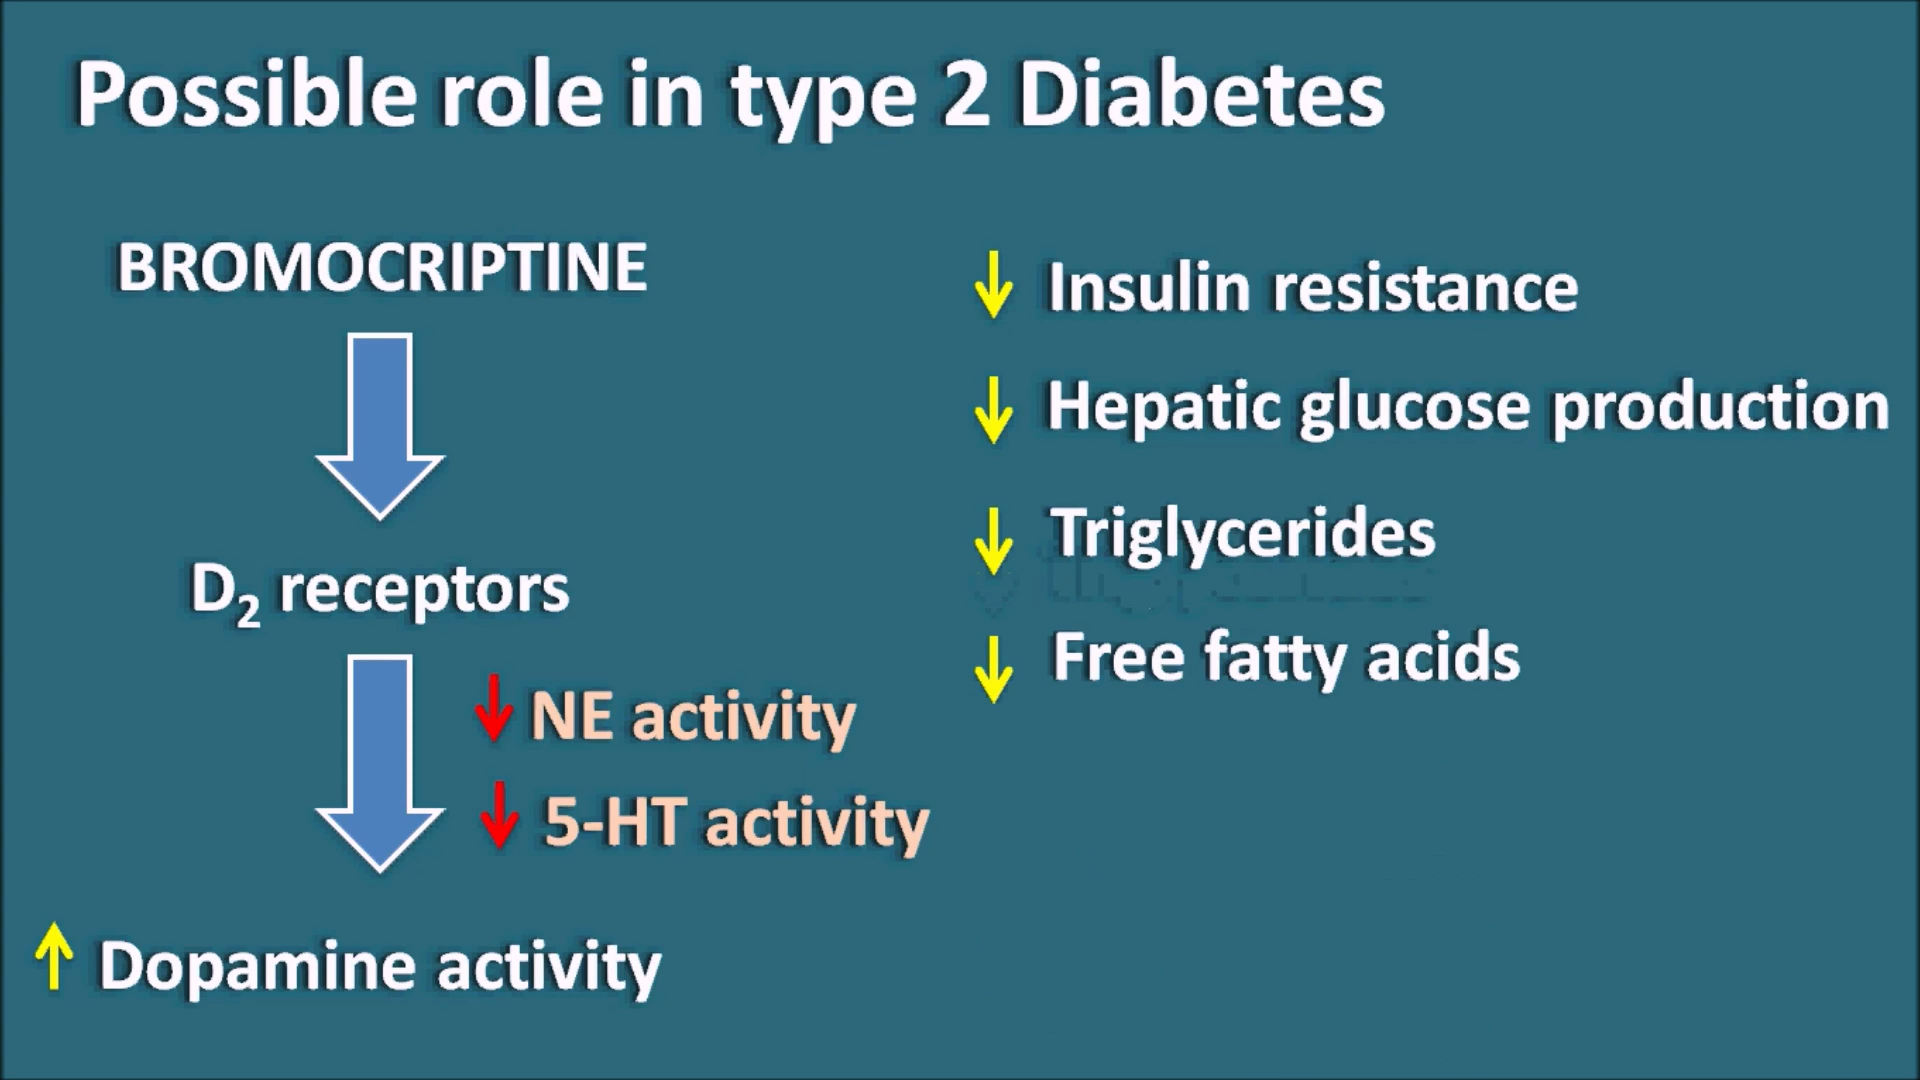 Possible role in type 2 Diabetes
BROMOCRIPTINE
D₂ receptors
↓ NE activity
↓ 5-HT activity
↑ Dopamine activity
↓ Insulin resistance
↓ Hepatic glucose production
↓ Triglycerides
↓ Free fatty acids